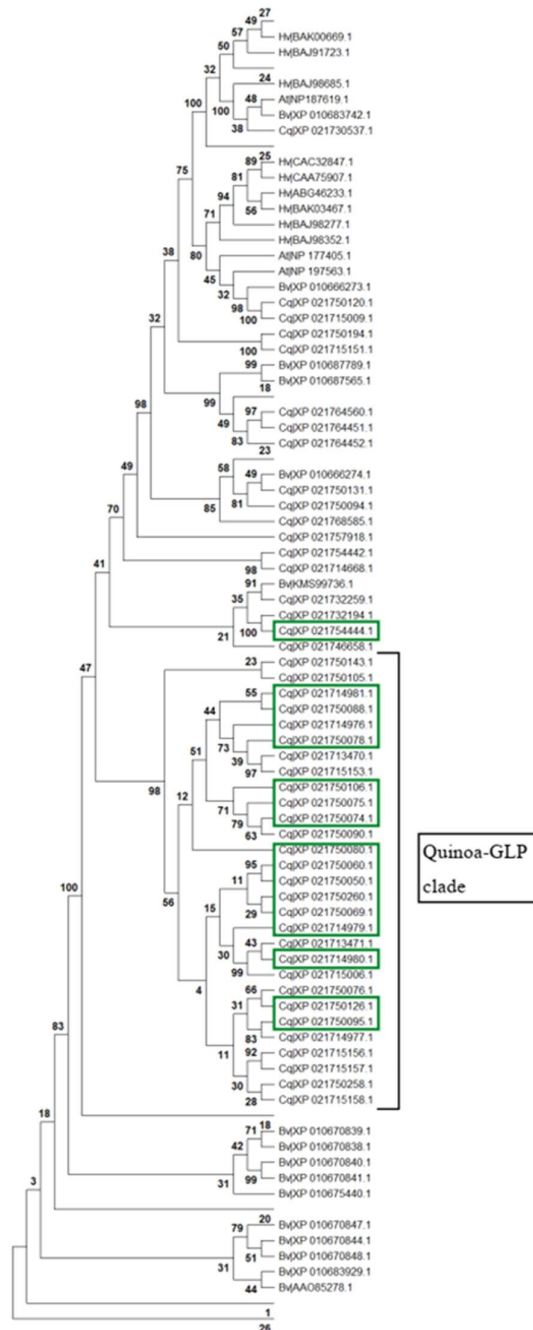 27
49
57
Hv|BAK00669.1
50
Hv|BAJ91723.1
32
24
Hv|BAJ98685.1
100
48
At|NP187619.1
100
Bv|XP 010683742.1
38
Cq|XP 021730537.1
75
89
25
Hv|CAC32847.1
81
Hv|CAA75907.1
94
Hv|ABG46233.1
56
Hv|BAK03467.1
71
Hv|BAJ98277.1
38
Hv|BAJ98352.1
80
At|NP 177405.1
45
At|NP 197563.1
32
Bv|XP 010666273.1
98
Cq|XP 021750120.1
100
Cq|XP 021715009.1
32
Cq|XP 021750194.1
100
Cq|XP 021715151.1
99
Bv|XP 010687789.1
Bv|XP 010687565.1
18
99
98
97
Cq|XP 021764560.1
49
Cq|XP 021764451.1
83
Cq|XP 021764452.1
23
58
49
49
Bv|XP 010666274.1
Cq|XP 021750131.1
85
81
Cq|XP 021750094.1
70
Cq|XP 021768585.1
Cq|XP 021757918.1
41
Cq|XP 021754442.1
98
Cq|XP 021714668.1
91
Bv|KMS99736.1
35
Cq|XP 021732259.1
Cq|XP 021732194.1
21
100
Cq|XP 021754444.1
47
Cq|XP 021746658.1
23
Cq|XP 021750143.1
Cq|XP 021750105.1
55
Cq|XP 021714981.1
44
Cq|XP 021750088.1
Cq|XP 021714976.1
51
73
Cq|XP 021750078.1
39
Cq|XP 021713470.1
98
12
97
Cq|XP 021715153.1
Cq|XP 021750106.1
71
Cq|XP 021750075.1
79
Cq|XP 021750074.1
63
Cq|XP 021750090.1
Cq|XP 021750080.1
95
Cq|XP 021750060.1
100
11
Cq|XP 021750050.1
56
Cq|XP 021750260.1
15
29
Cq|XP 021750069.1
Cq|XP 021714979.1
30
43
Cq|XP 021713471.1
Cq|XP 021714980.1
4
99
Cq|XP 021715006.1
66
Cq|XP 021750076.1
31
Cq|XP 021750126.1
Cq|XP 021750095.1
83
83
Cq|XP 021714977.1
11
92
Cq|XP 021715156.1
Cq|XP 021715157.1
30
Cq|XP 021750258.1
28
Cq|XP 021715158.1
Quinoa-GLP
clade
18
71
18
Bv|XP 010670839.1
42
Bv|XP 010670838.1
Bv|XP 010670840.1
31
99
Bv|XP 010670841.1
Bv|XP 010675440.1
3
20
79
Bv|XP 010670847.1
Bv|XP 010670844.1
51
Bv|XP 010670848.1
31
Bv|XP 010683929.1
44
Bv|AAO85278.1
1
26